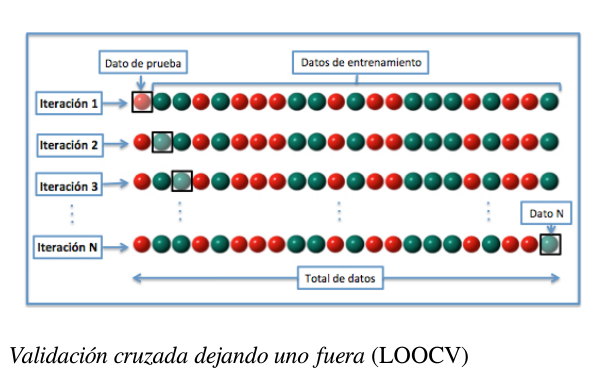 Dato de prueba
Datos de entrenamiento
Iteración 1
Iteración 2
Iteración 3
Dato N
Iteración N
Total de datos
Validación cruzada dejando uno fuera (LOOCV)